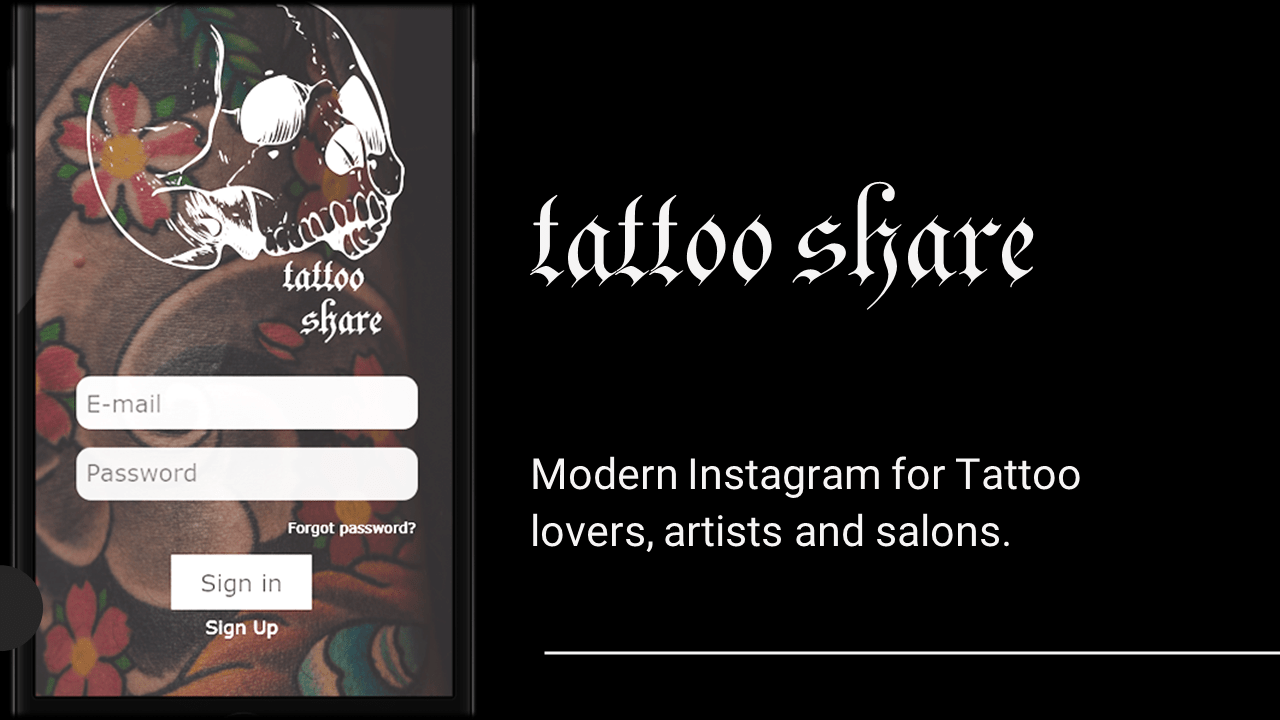 tattoo
share
E-mail
Password
Forgot password?
Sign in
Sign Up
tattoo share
Modern Instagram for Tattoo
lovers, artists and salons.